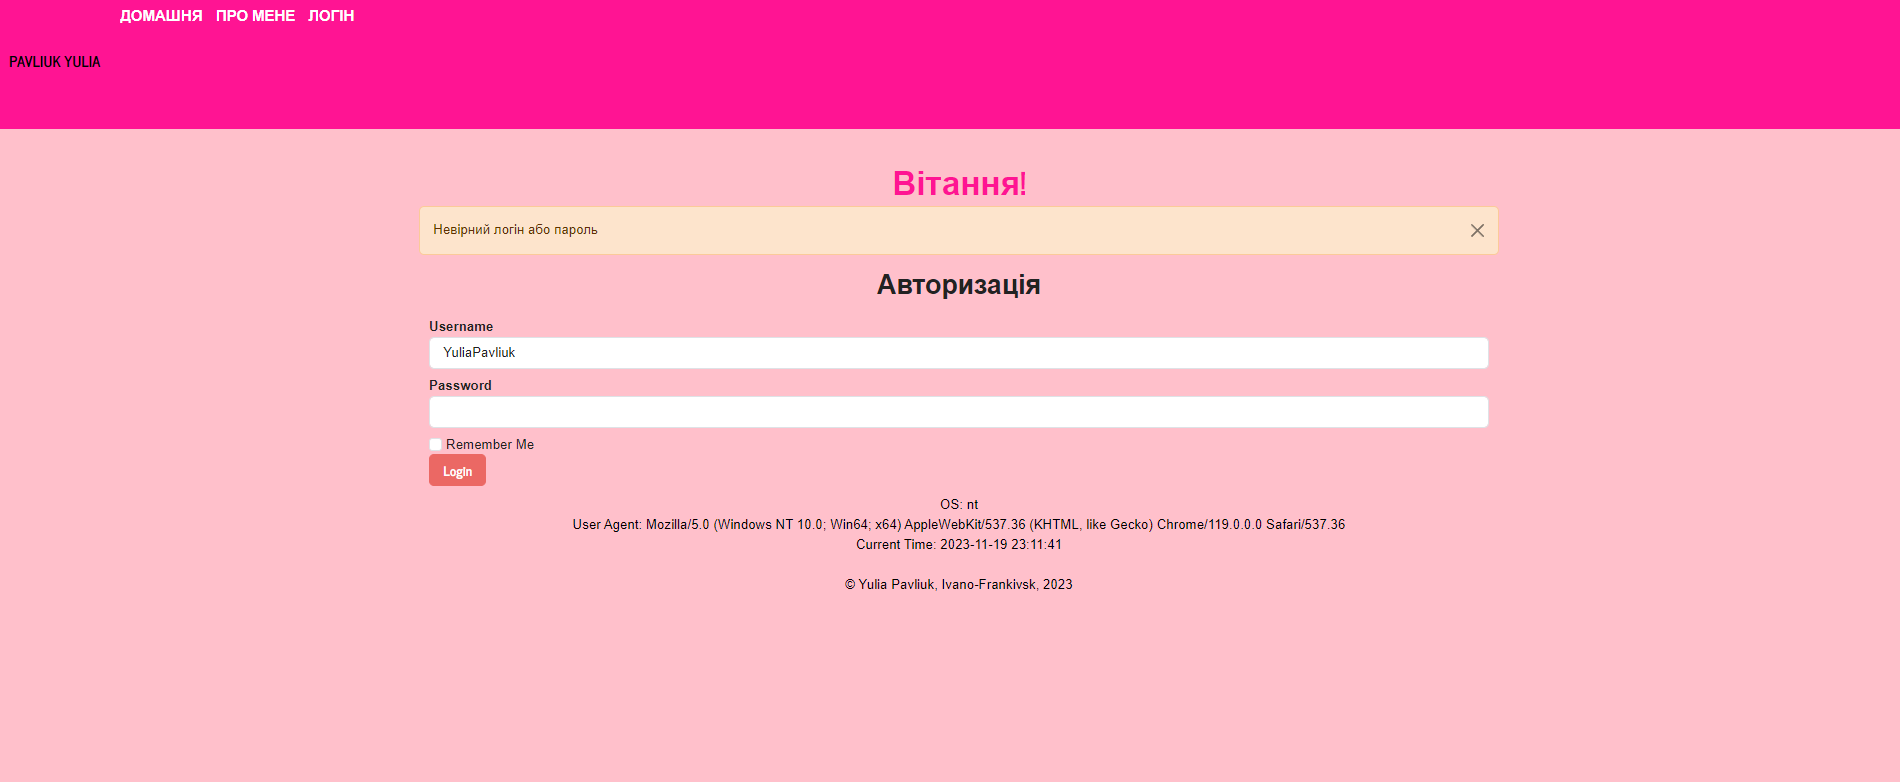 ДОМАШНЯ ПРО МЕНЕ ЛОГІН
PAVLIUK YULIA
Вітання!
Невірний логін або пароль
Авторизація
Username
YuliaPavliuk
Password
Remember Me
Login
OS: nt
User Agent: Mozilla/5.0 (Windows NT 10.0; Win64; x64) AppleWebKit/537.36 (KHTML, like Gecko) Chrome/119.0.0.0 Safari/537.36
Current Time: 2023-11-19 23:11:41
© Yulia Pavliuk, Ivano-Frankivsk, 2023